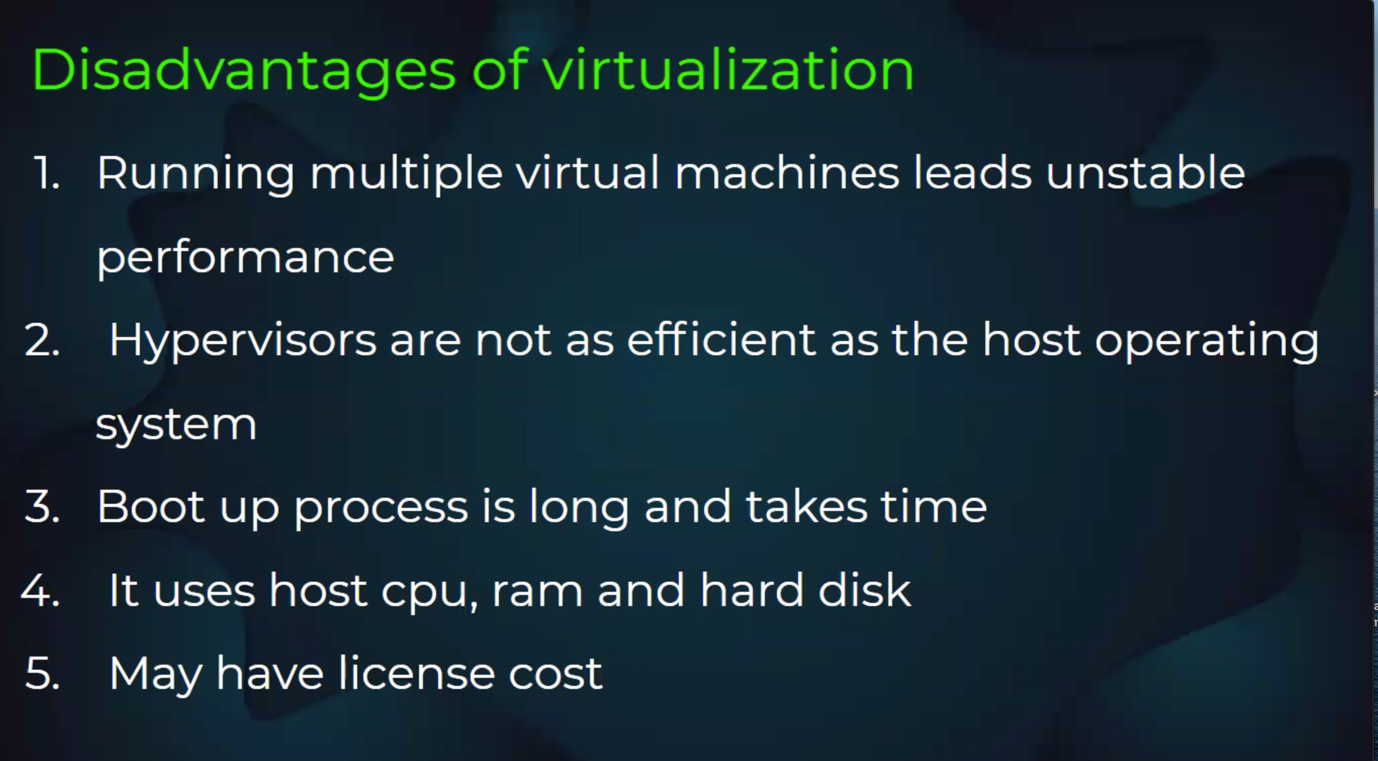 Disadvantages of virtualization
1. Running multiple virtual machines leads unstable
performance
2. Hypervisors are not as efficient as the host operating
system
3. Boot up process is long and takes time
4. It uses host cpu, ram and hard disk
5. May have license cost